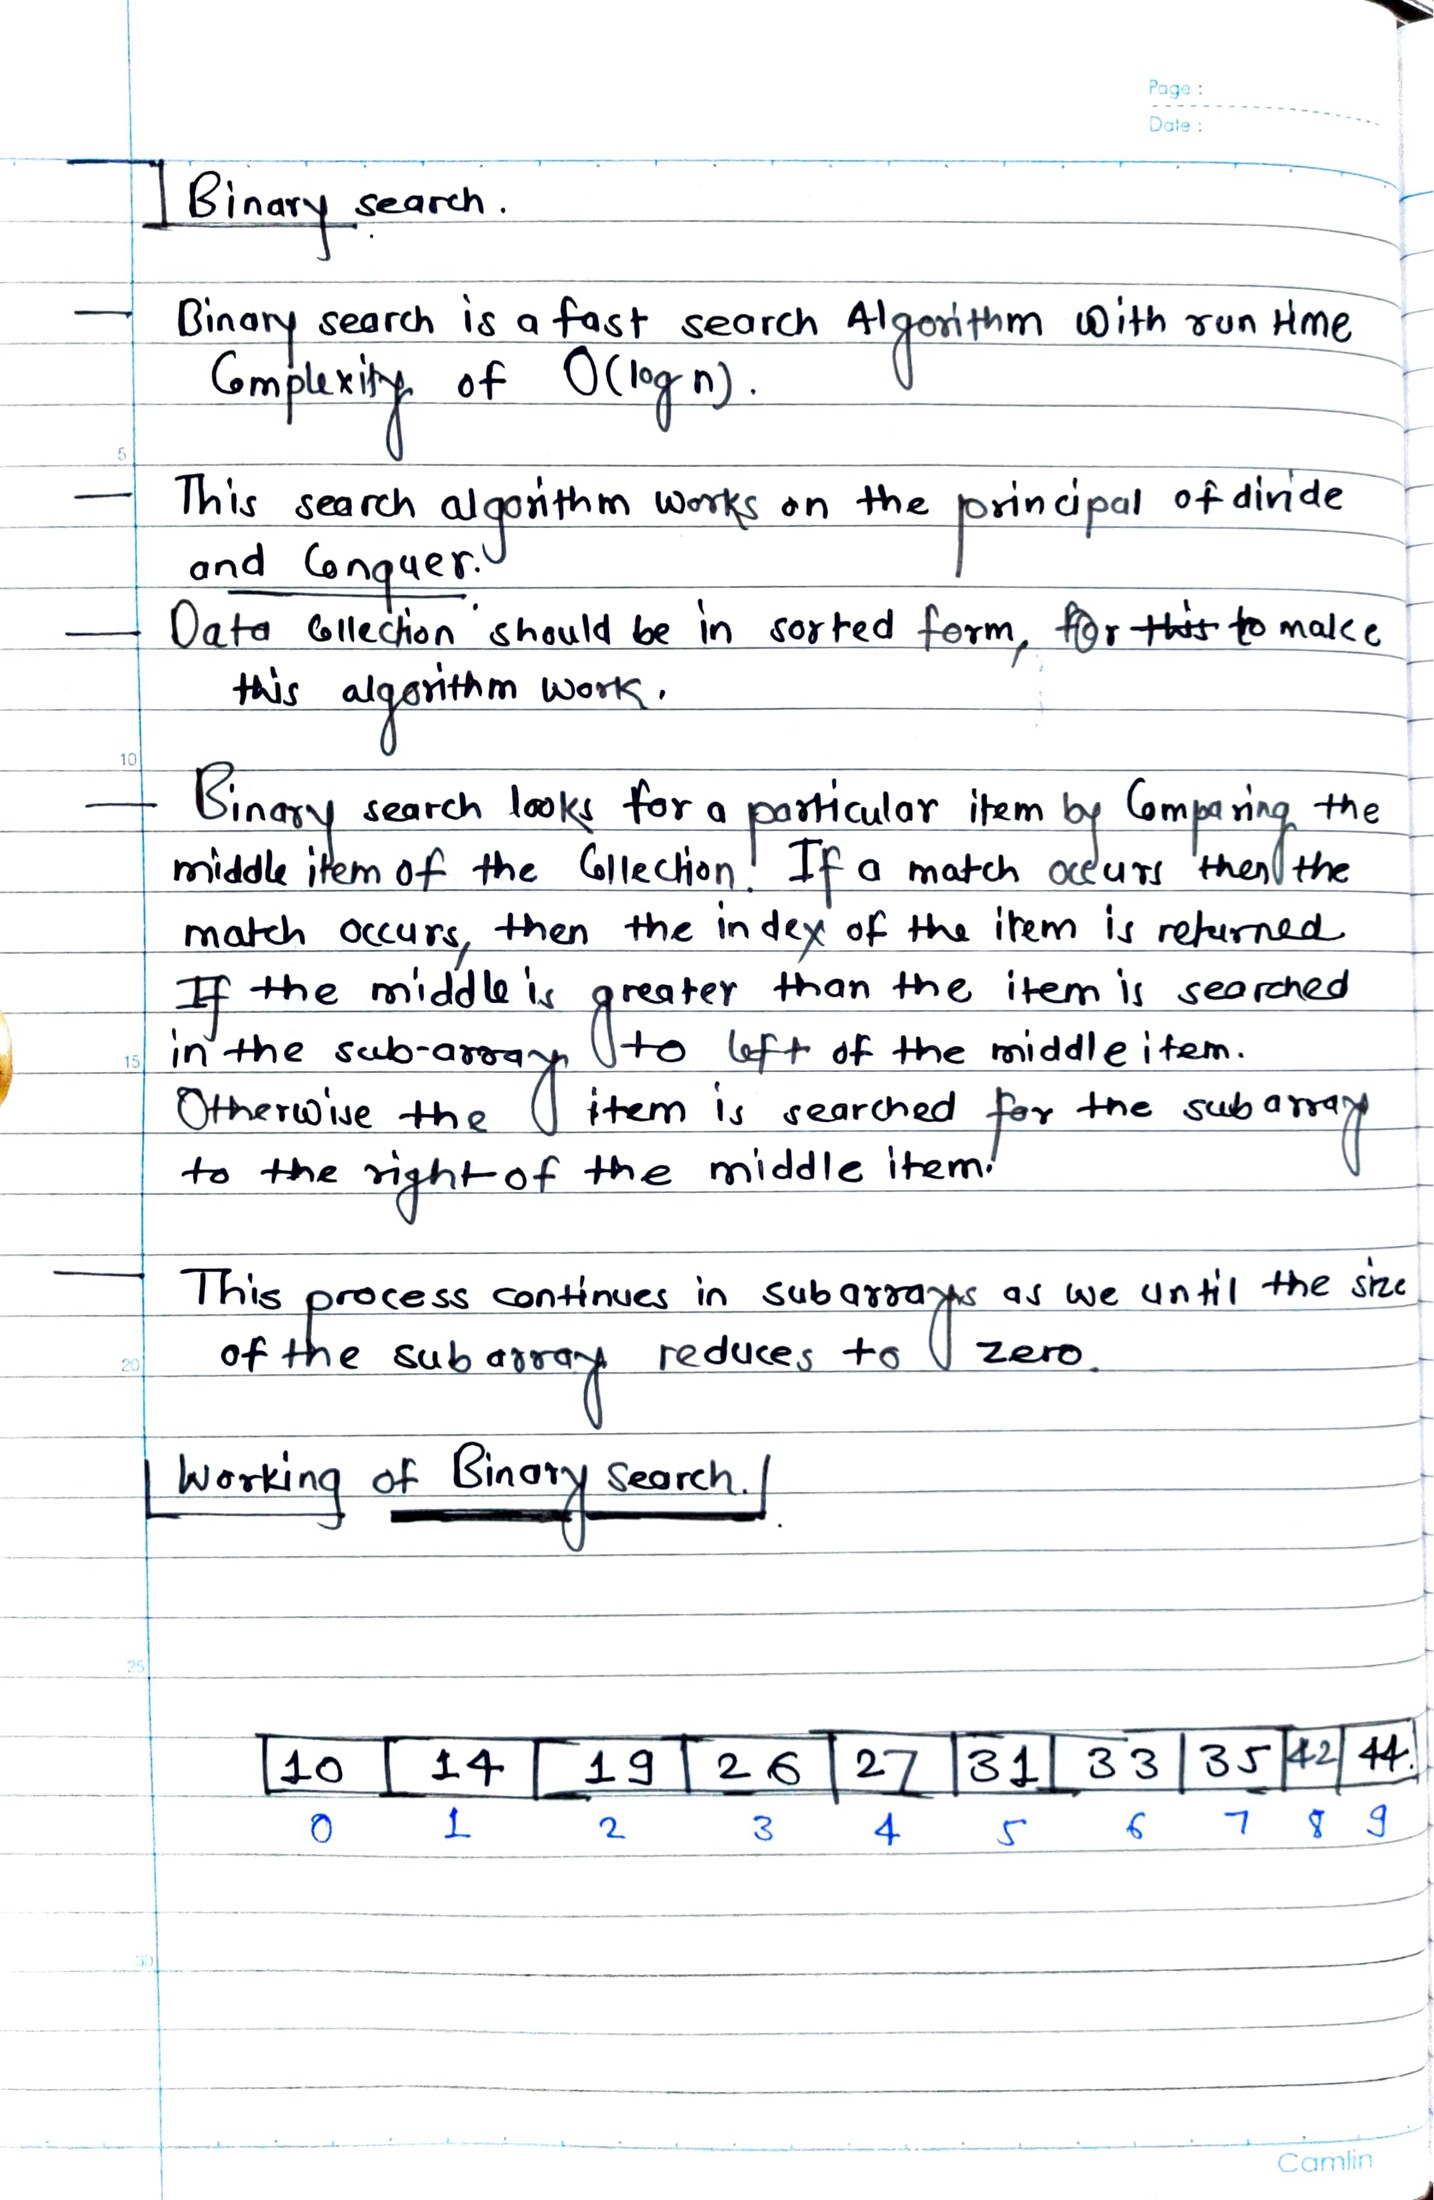 Page :
Date :
Binary search.
Binary search is a fast search Algorithm with run time
Complexity of O(log n).
5
This search algorithm works on the principal of divide
and Conquer.
Data Collection should be in sorted form, for this to make
this algorithm work.
10
Binary search looks for a particular item by Comparing the
middle item of the Collection. If a match occurs then the
match occurs, then the index of the item is returned
If the middle is greater than the item is searched
15 in the sub-array to left of the middle item.
Otherwise the item is searched for the sub array
to the right of the middle item.
This process continues in subarrays as we until the size
20 of the sub array reduces to zero.
Working of Binary Search.
25
10 14 19 26 27 31 33 35 42 44
0 1 2 3 4 5 6 7 8 9
30
Camlin